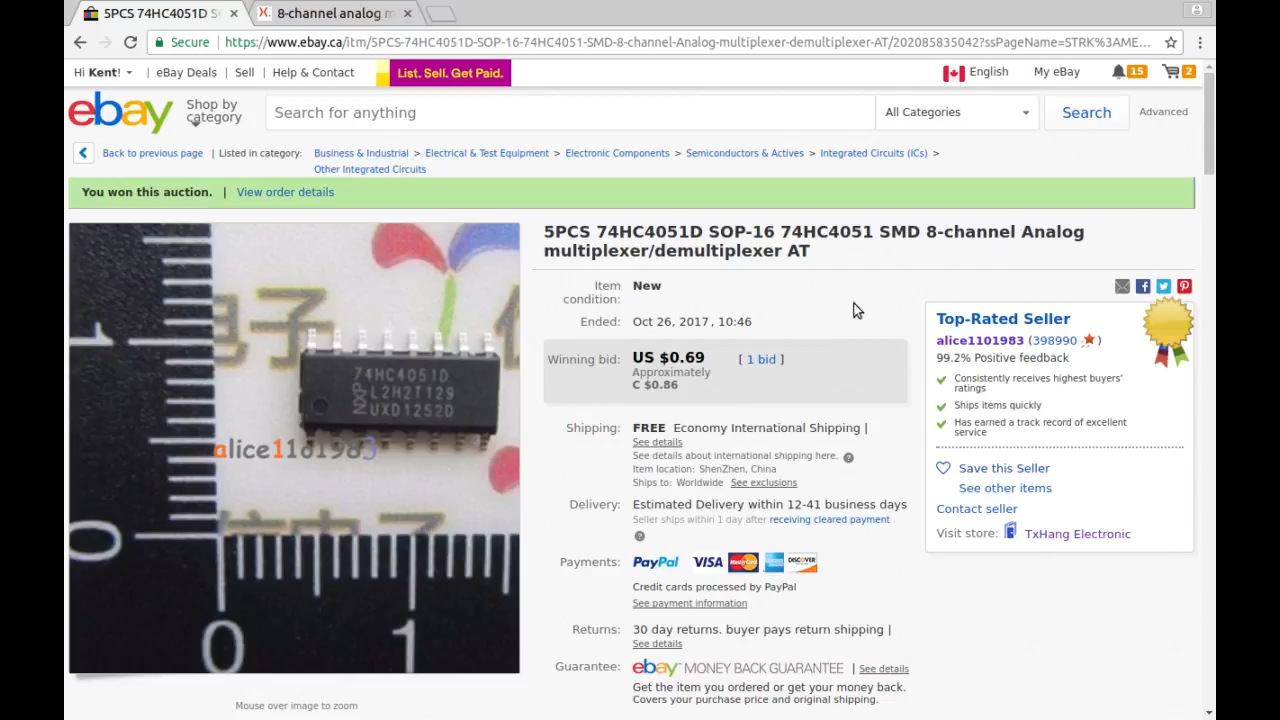 5PCS 74HC4051D S
8-channel analog m
Secure
https://www.ebay.ca/itm/5PCS-74HC4051D-SOP-16-74HC4051-SMD-8-channel-Analog-multiplexer-demultiplexer-AT/202085835042?ssPageName=STRK%3AME...
Hi Kent! | eBay Deals | Sell | Help & Contact
List. Sell. Get Paid.
English My eBay 15 2
ebay
Shop by
category
Search for anything
All Categories
Search
Advanced
Back to previous page | Listed in category: Business & Industrial > Electrical & Test Equipment > Electronic Components > Semiconductors & Actives > Integrated Circuits (ICs) >
Other Integrated Circuits
You won this auction. | View order details
5PCS 74HC4051D SOP-16 74HC4051 SMD 8-channel Analog
multiplexer/demultiplexer AT
电子
74HC4051D
L2H2T129
UXD1252D
NXP
alice1101983
1
0
0 1
Mouse over image to zoom
Item
condition:
New
Ended: Oct 26, 2017 , 10:46
Winning bid: US $0.69 [ 1 bid ]
Approximately
C $0.86
Shipping: FREE Economy International Shipping |
See details
See details about international shipping here.
Item location: ShenZhen, China
Ships to: Worldwide See exclusions
Delivery: Estimated Delivery within 12-41 business days
Seller ships within 1 day after receiving cleared payment .
Payments: PayPal VISA MasterCard DISCOVER
Credit cards processed by PayPal
See payment information
Returns: 30 day returns. buyer pays return shipping |
See details
Guarantee: ebay MONEY BACK GUARANTEE | See details
Get the item you ordered or get your money back.
Covers your purchase price and original shipping.
Top-Rated Seller
alice1101983 (398990 )
99.2% Positive feedback
Consistently receives highest buyers'
ratings
Ships items quickly
Has earned a track record of excellent
service
Save this Seller
See other items
Contact seller
Visit store: TxHang Electronic